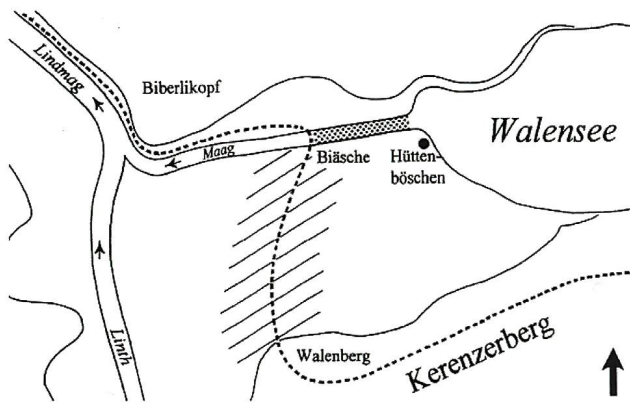 Lindmag
Biberlikopf
Maag
Biäsche
Hütten-
böschen
Walensee
Linth
Walenberg
Kerenzerberg